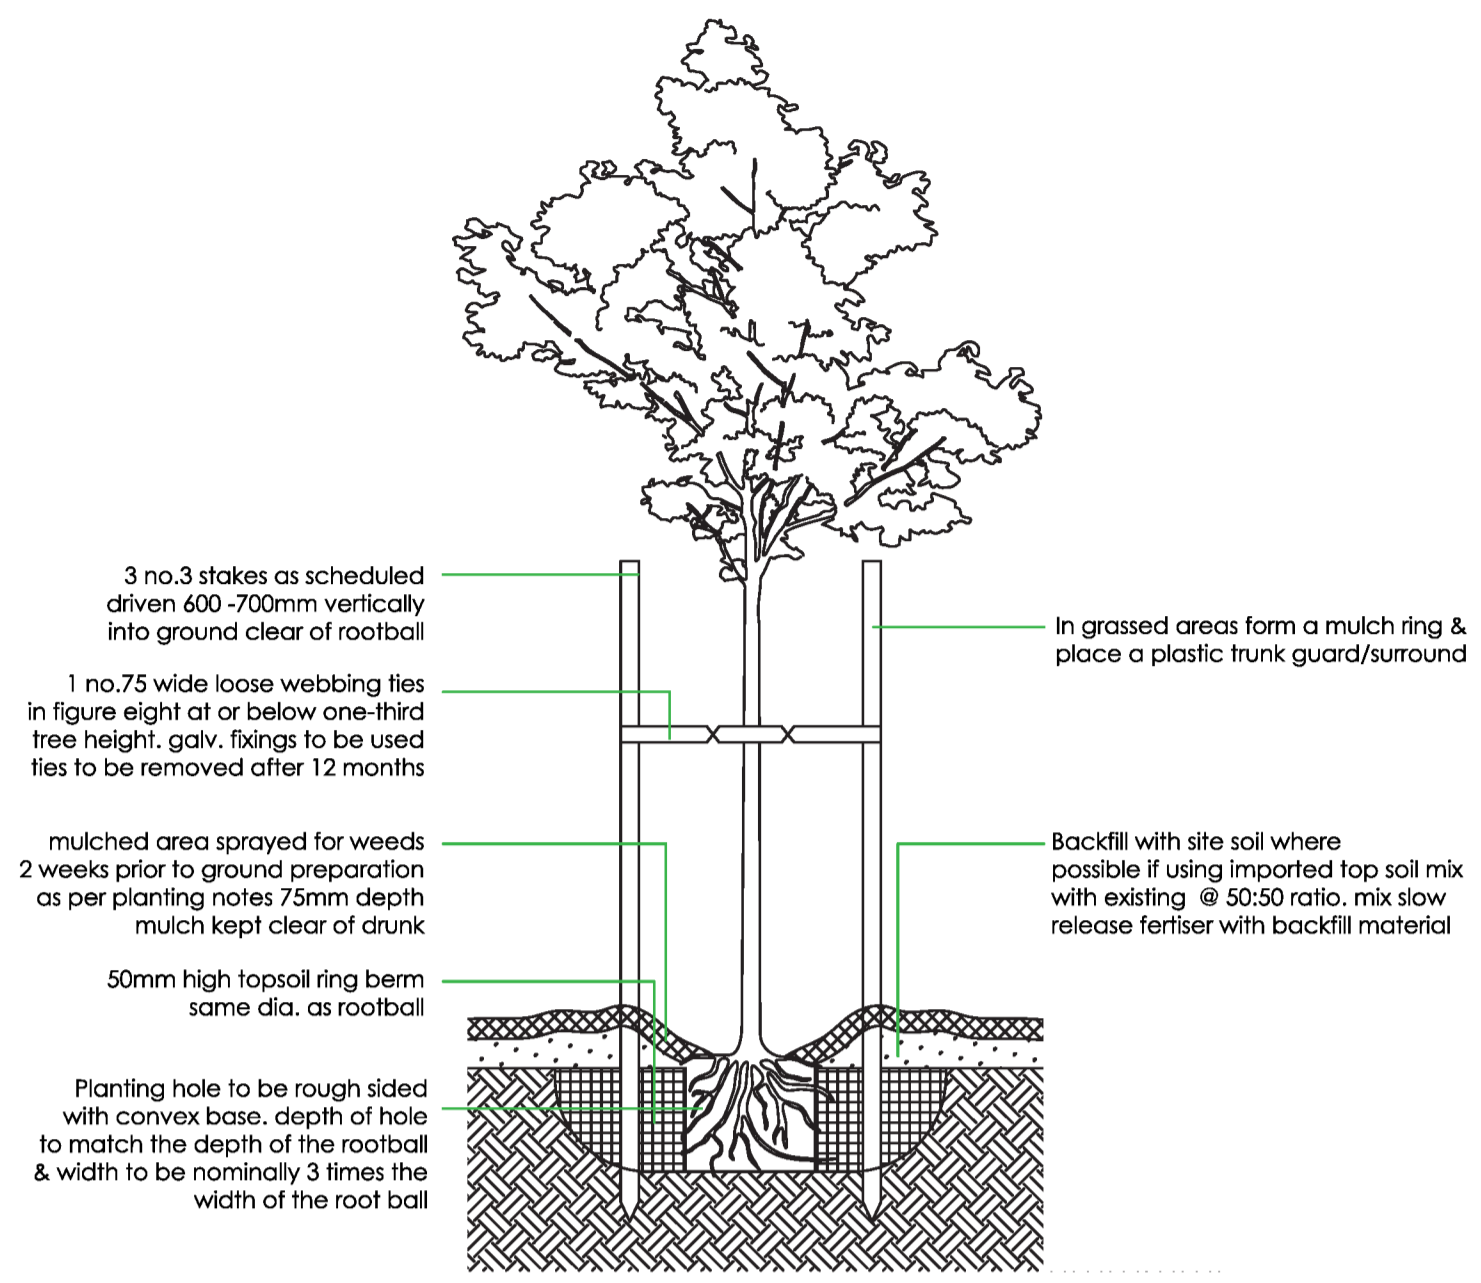 3 no.3 stakes as scheduled
driven 600 -700mm vertically
into ground clear of rootball
1 no.75 wide loose webbing ties
in figure eight at or below one-third
tree height. galv. fixings to be used
ties to be removed after 12 months
mulched area sprayed for weeds
2 weeks prior to ground preparation
as per planting notes 75mm depth
mulch kept clear of drunk
50mm high topsoil ring berm
same dia. as rootball
Planting hole to be rough sided
with convex base. depth of hole
to match the depth of the rootball
& width to be nominally 3 times the
width of the root ball
In grassed areas form a mulch ring &
place a plastic trunk guard/surround
Backfill with site soil where
possible if using imported top soil mix
with existing @ 50:50 ratio. mix slow
release fertiser with backfill material